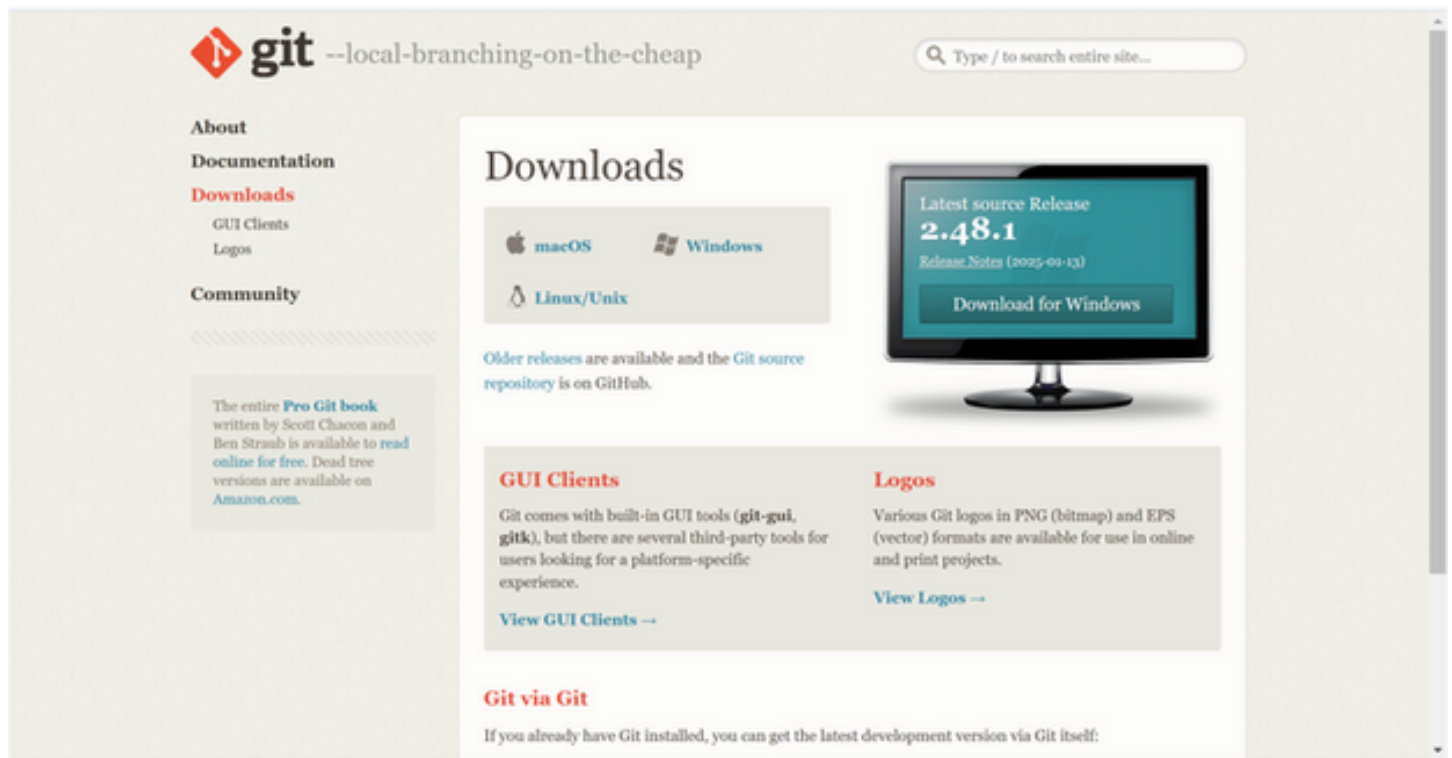 git --local-branching-on-the-cheap
Type / to search entire site...
About
Documentation
Downloads
GUI Clients
Logos
Community
The entire Pro Git book
written by Scott Chacon and
Ben Straub is available to read
online for free. Dead tree
versions are available on
Amazon.com.
Downloads
macOS
Windows
Linux/Unix
Older releases are available and the Git source
repository is on GitHub.
Latest source Release
2.48.1
Release Notes (2025-01-13)
Download for Windows
GUI Clients
Git comes with built-in GUI tools (git-gui,
gitk), but there are several third-party tools for
users looking for a platform-specific
experience.
View GUI Clients →
Logos
Various Git logos in PNG (bitmap) and EPS
(vector) formats are available for use in online
and print projects.
View Logos →
Git via Git
If you already have Git installed, you can get the latest development version via Git itself: